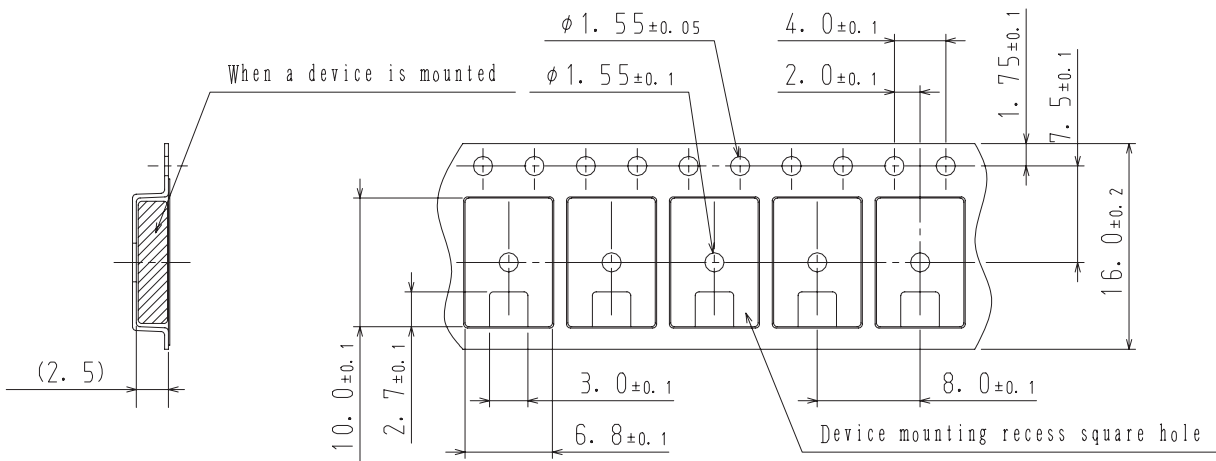 φ1.55±0.05
4.0±0.1
When a device is mounted
φ1.55±0.1
2.0±0.1
1.75±0.1
7.5±0.1
16.0±0.2
(2.5)
10.0±0.1
2.7±0.1
3.0±0.1
8.0±0.1
6.8±0.1
Device mounting recess square hole